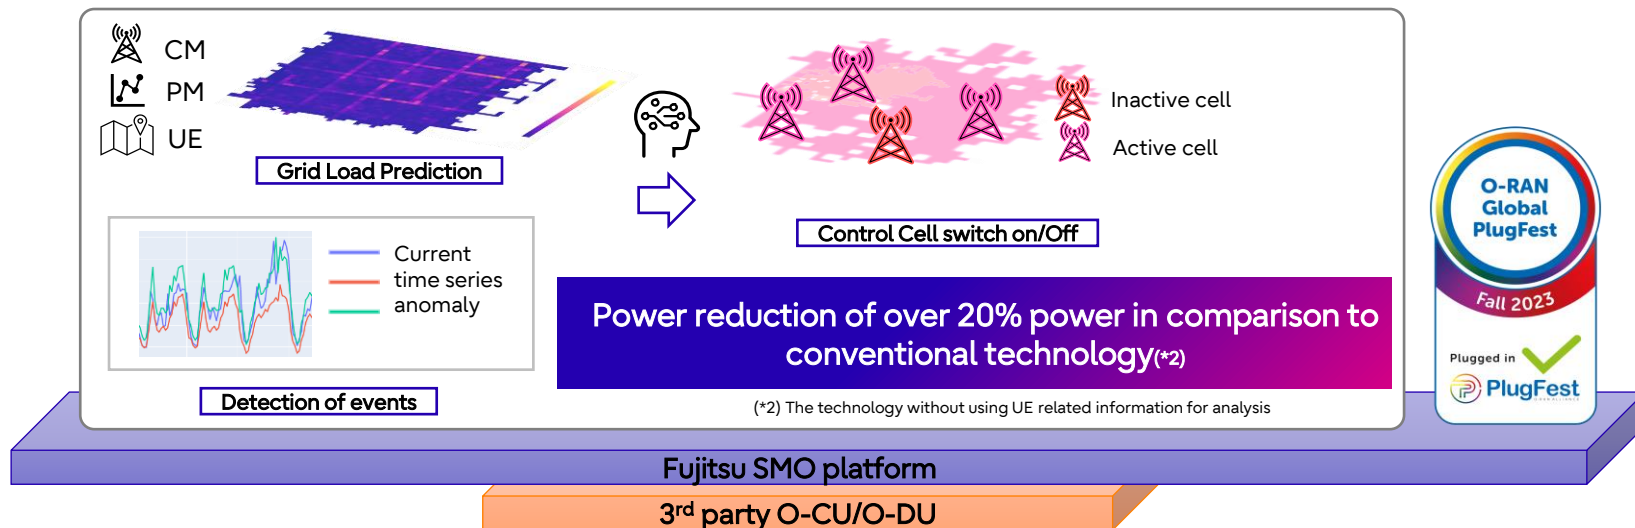 CM
PM
UE
Grid Load Prediction
Current
time series
anomaly
Detection of events
Inactive cell
Active cell
Control Cell switch on/Off
Power reduction of over 20% power in comparison to
conventional technology(*2)
(*2) The technology without using UE related information for analysis
O-RAN
Global
PlugFest
Fall 2023
Plugged in
PlugFest
Fujitsu SMO platform
3rd party O-CU/O-DU